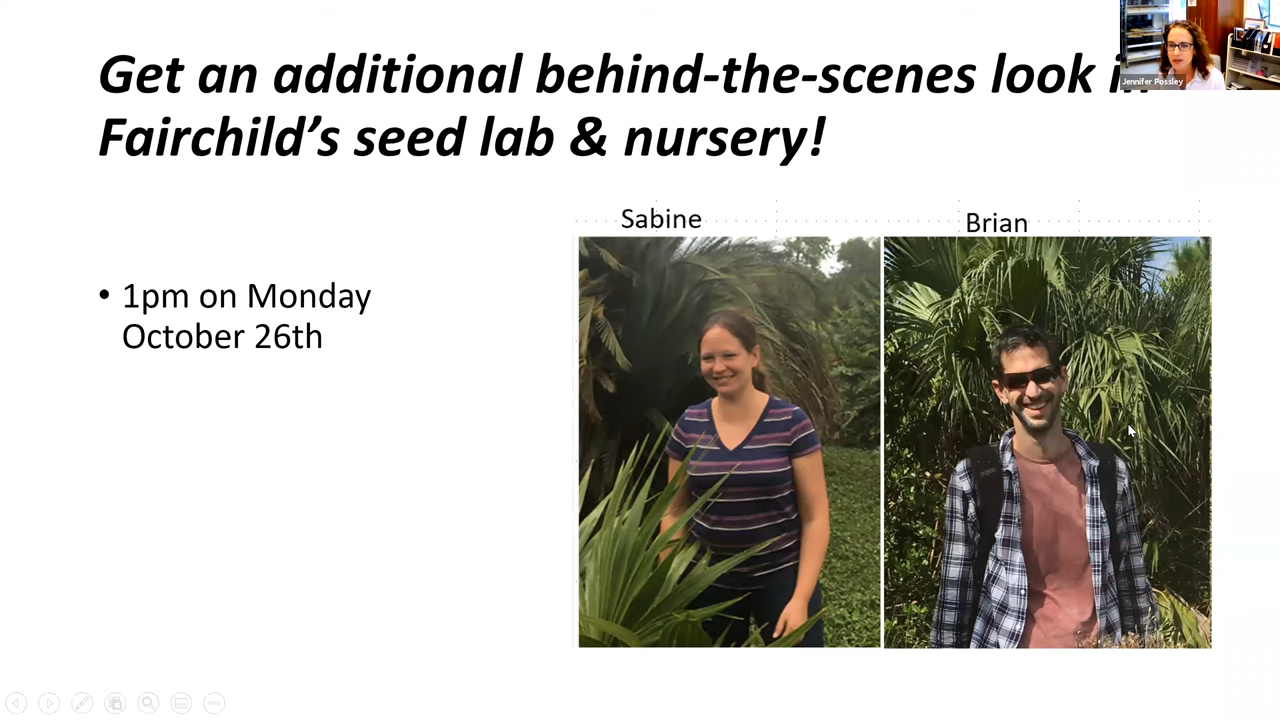 Get an additional behind-the-scenes look in
Fairchild's seed lab & nursery!
Jennifer Possley
Sabine
Brian
• 1pm on Monday
October 26th